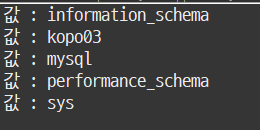 값 : information_schema
값 : kopo03
값 : mysql
값 : performance_schema
값 : sys